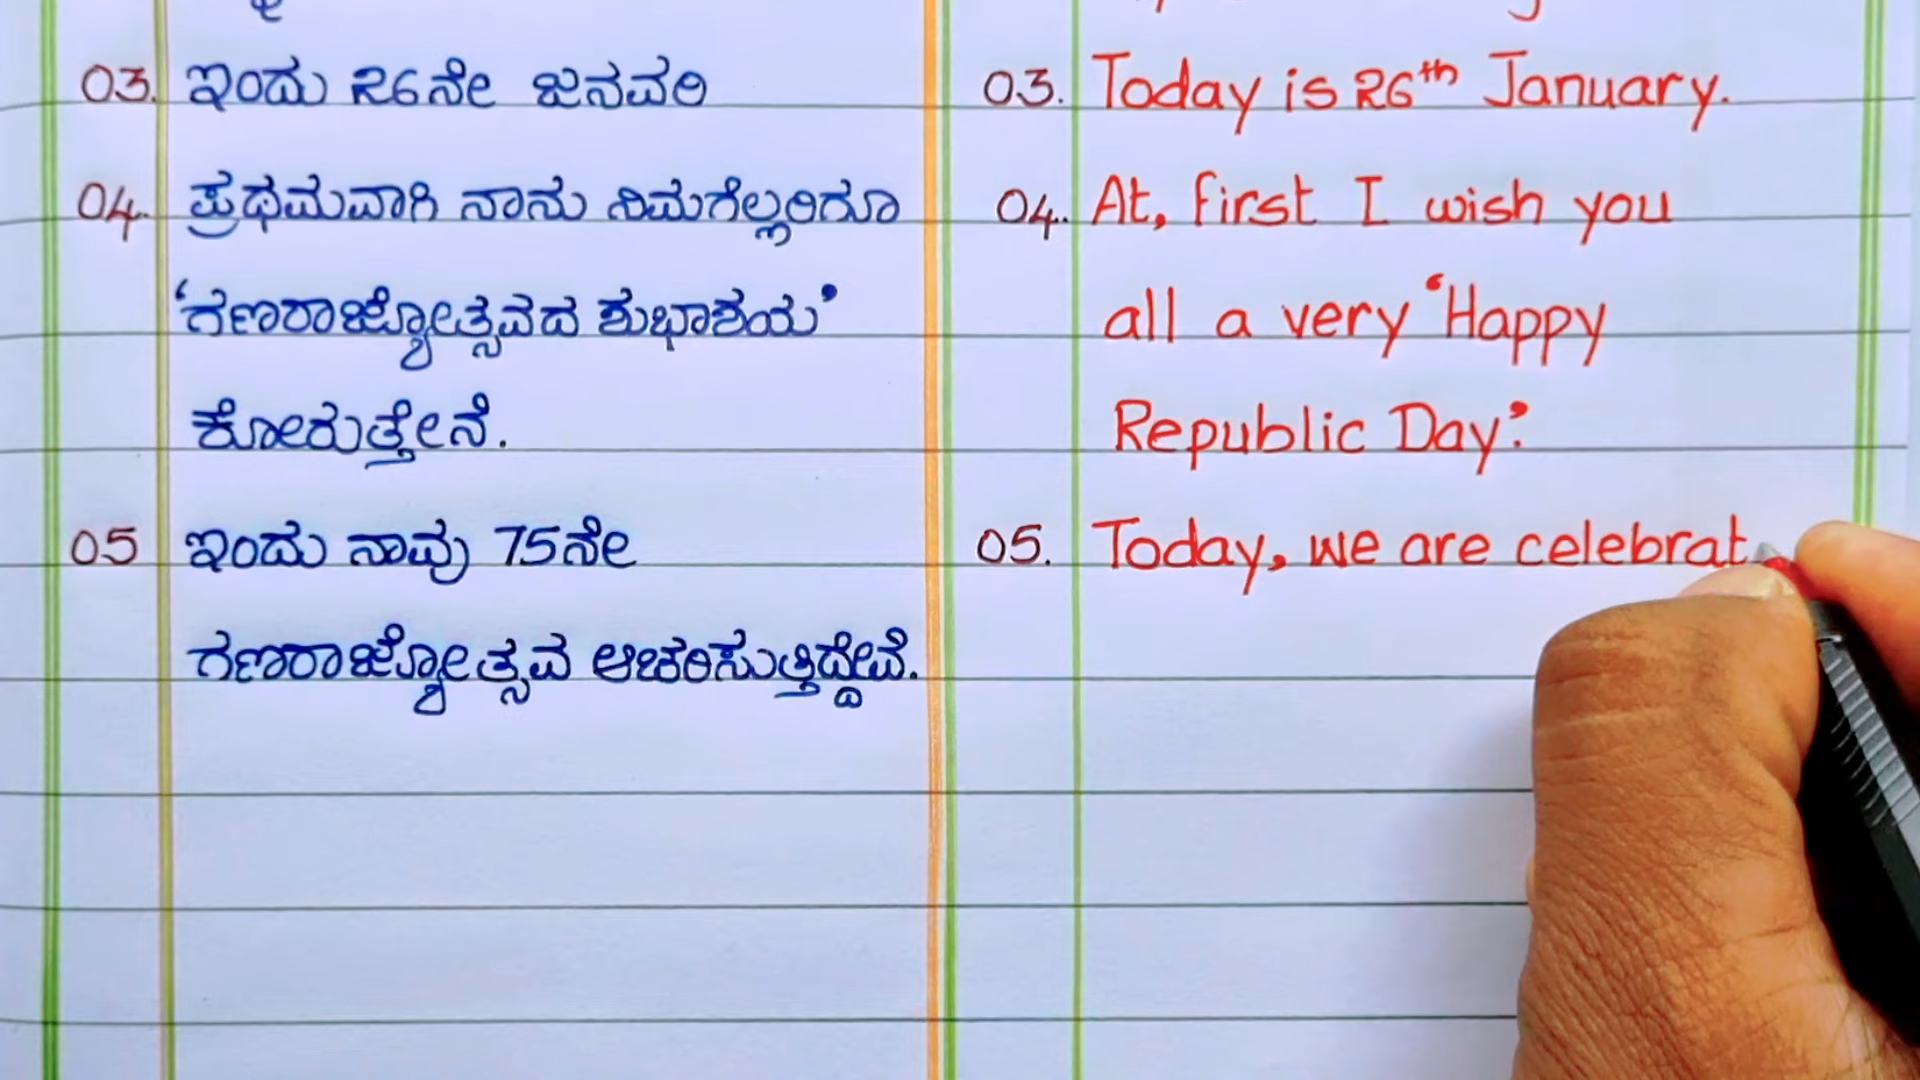 03. ಇಂದು 26ನೇ ಜನವರಿ
04. ಪ್ರಥಮವಾಗಿ ನಾನು ನಿಮಗೆಲ್ಲರಿಗೂ
‘ಗಣರಾಜ್ಯೋತ್ಸವದ ಶುಭಾಶಯ’
ಕೋರುತ್ತೇನೆ.
05 ಇಂದು ನಾವು 75ನೇ
ಗಣರಾಜ್ಯೋತ್ಸವ ಆಚರಿಸುತ್ತಿದ್ದೇವೆ.
03. Today is 26th January.
04. At, first I wish you
all a very ‘Happy
Republic Day’.
05. Today, we are celebrat